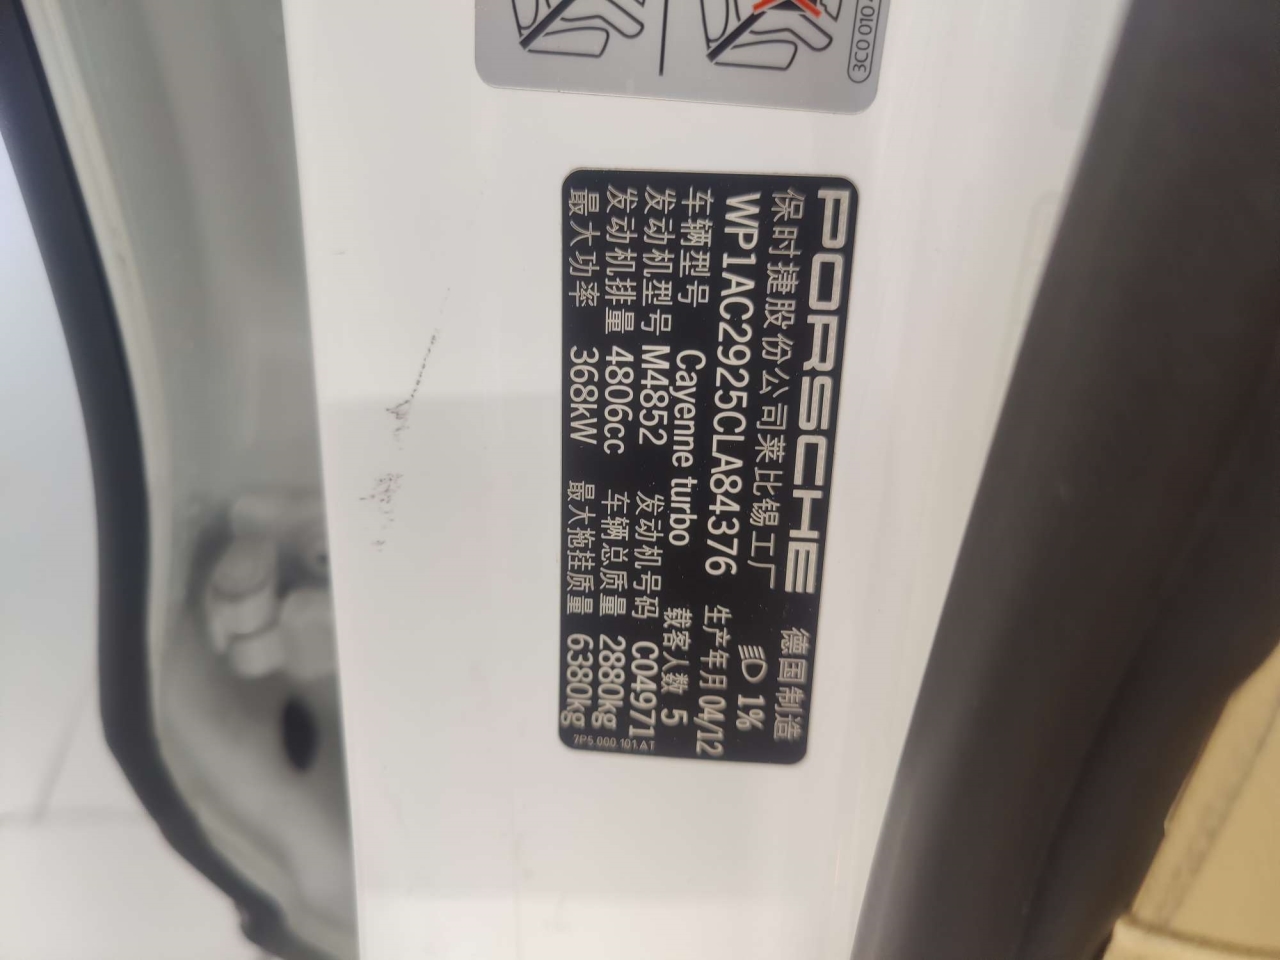 3C0 010
PORSCHE 德国制造
保时捷股份公司莱比锡工厂 1%
WP1AC2925CLA84376 生产年月 04/12
车辆型号 Cayenne turbo 载客人数 5
发动机型号 M4852 发动机号码 C04971
发动机排量 4806cc 车辆总质量 2880kg
最大功率 368kW 最大拖挂质量 6380kg
7P5.000.101.AT